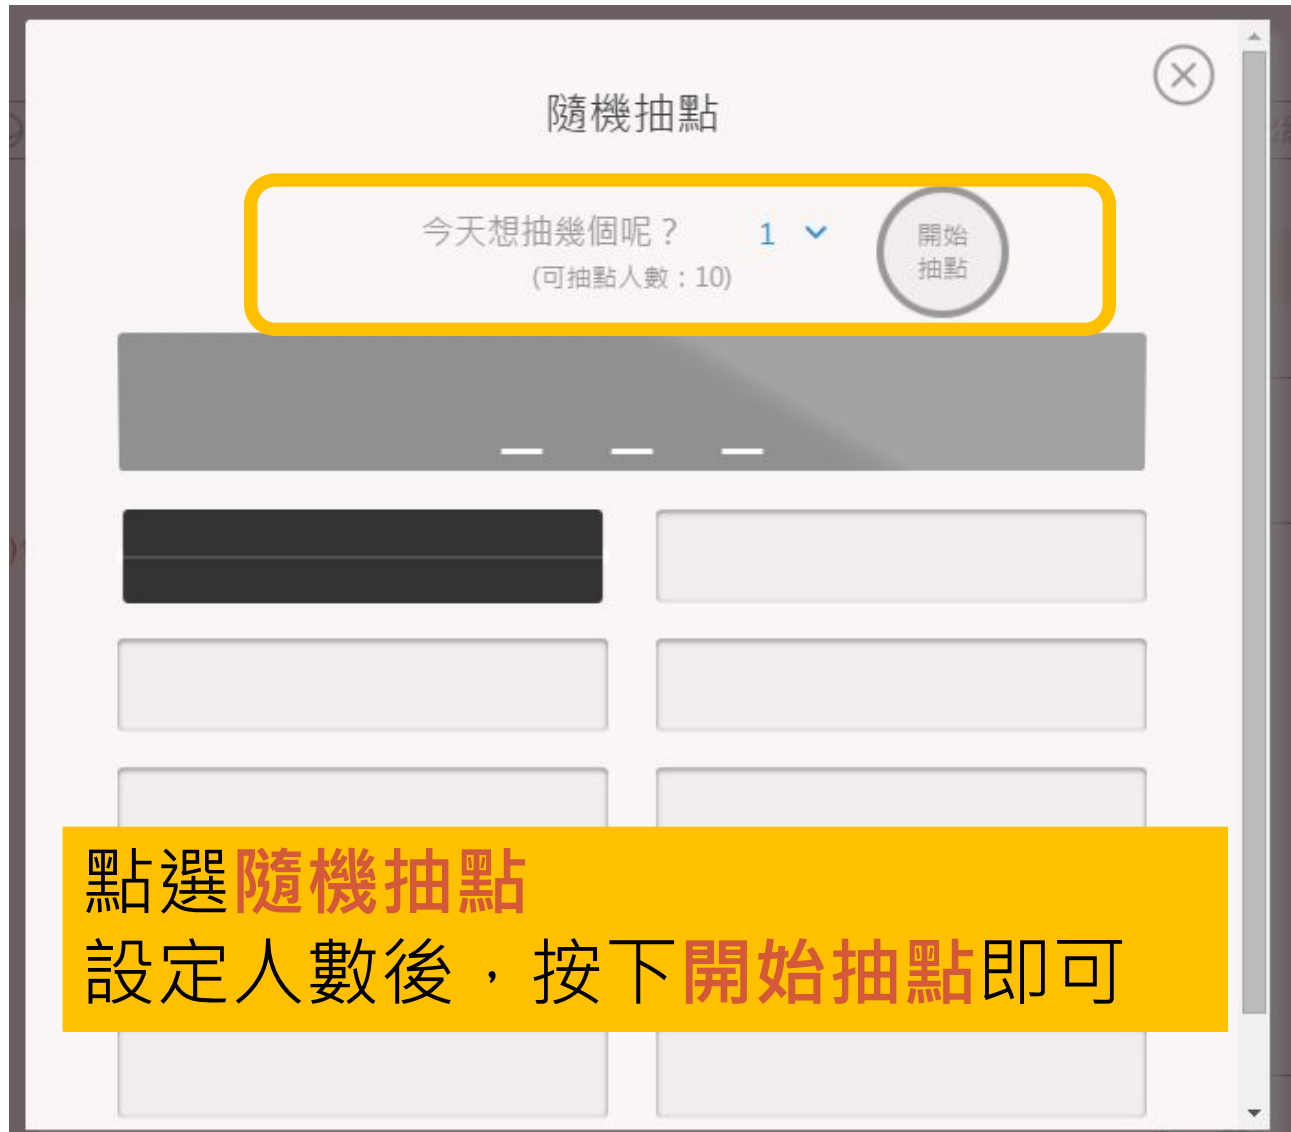 隨機抽點
今天想抽幾個呢？ 1
(可抽點人數：10)
開始
抽點
點選隨機抽點
設定人數後，按下開始抽點即可